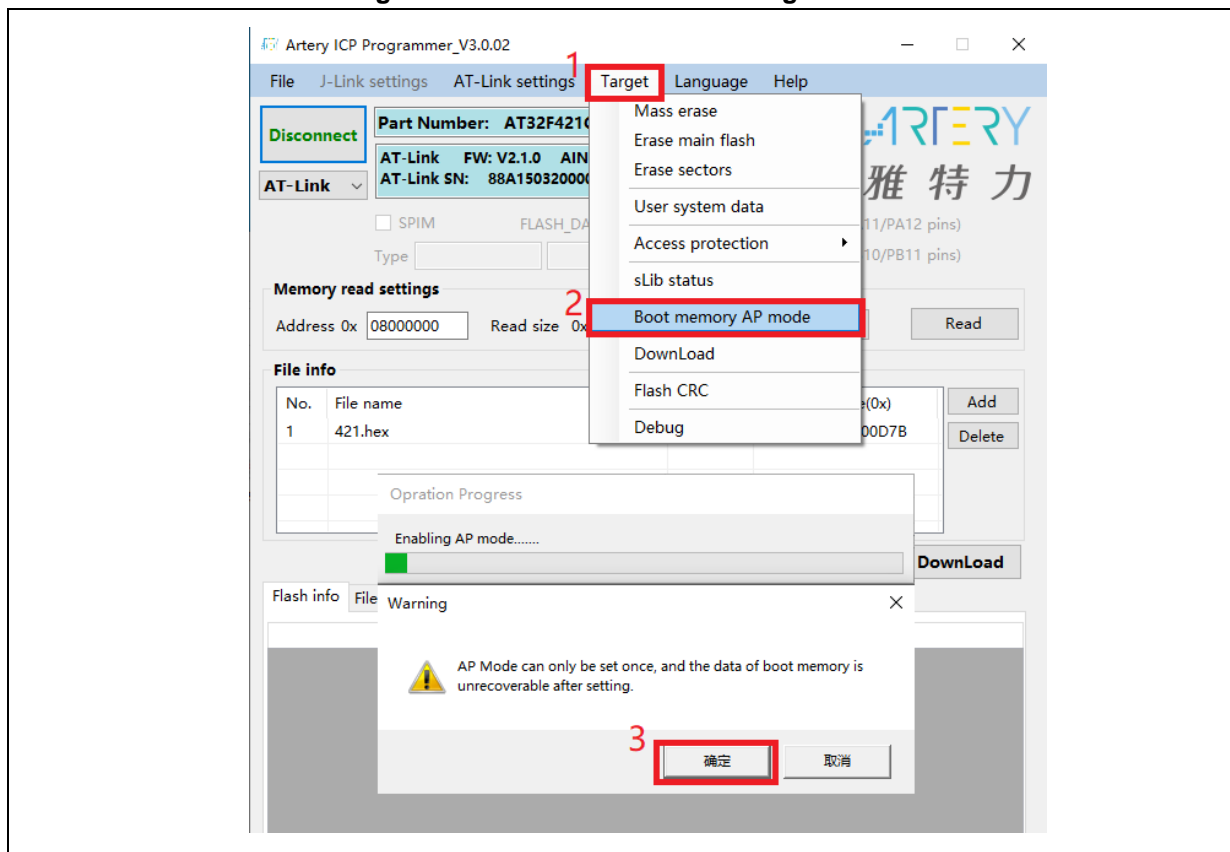 Artery ICP Programmer_V3.0.02
1
File J-Link settings AT-Link settings Target Language Help
Disconnect
Part Number: AT32F421
AT-Link FW: V2.1.0 AIN
AT-Link
AT-Link SN: 88A150320000
ARTERY
雅特力
Mass erase
Erase main flash
Erase sectors
User system data
Access protection
sLib status
2
Boot memory AP mode
DownLoad
Flash CRC
Debug
SPIM FLASH_DA 11/PA12 pins)
Type 10/PB11 pins)
Memory read settings
Address 0x 08000000 Read size 0x Read
File info
No. File name e(0x) Add
1 421.hex 00D7B Delete
Opration Progress
Enabling AP mode.......
DownLoad
Flash info File
Warning
AP Mode can only be set once, and the data of boot memory is
unrecoverable after setting.
3
确定 取消